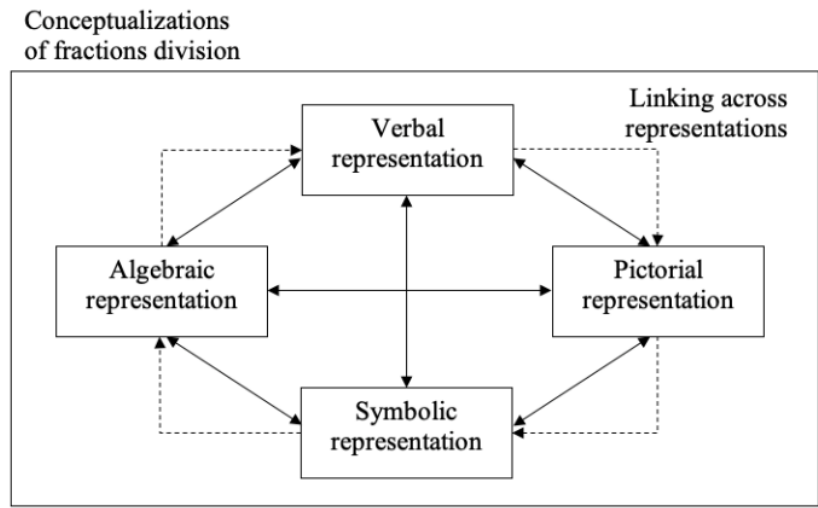 Conceptualizations
of fractions division
Linking across
representations
Verbal
representation
Algebraic
representation
Pictorial
representation
Symbolic
representation